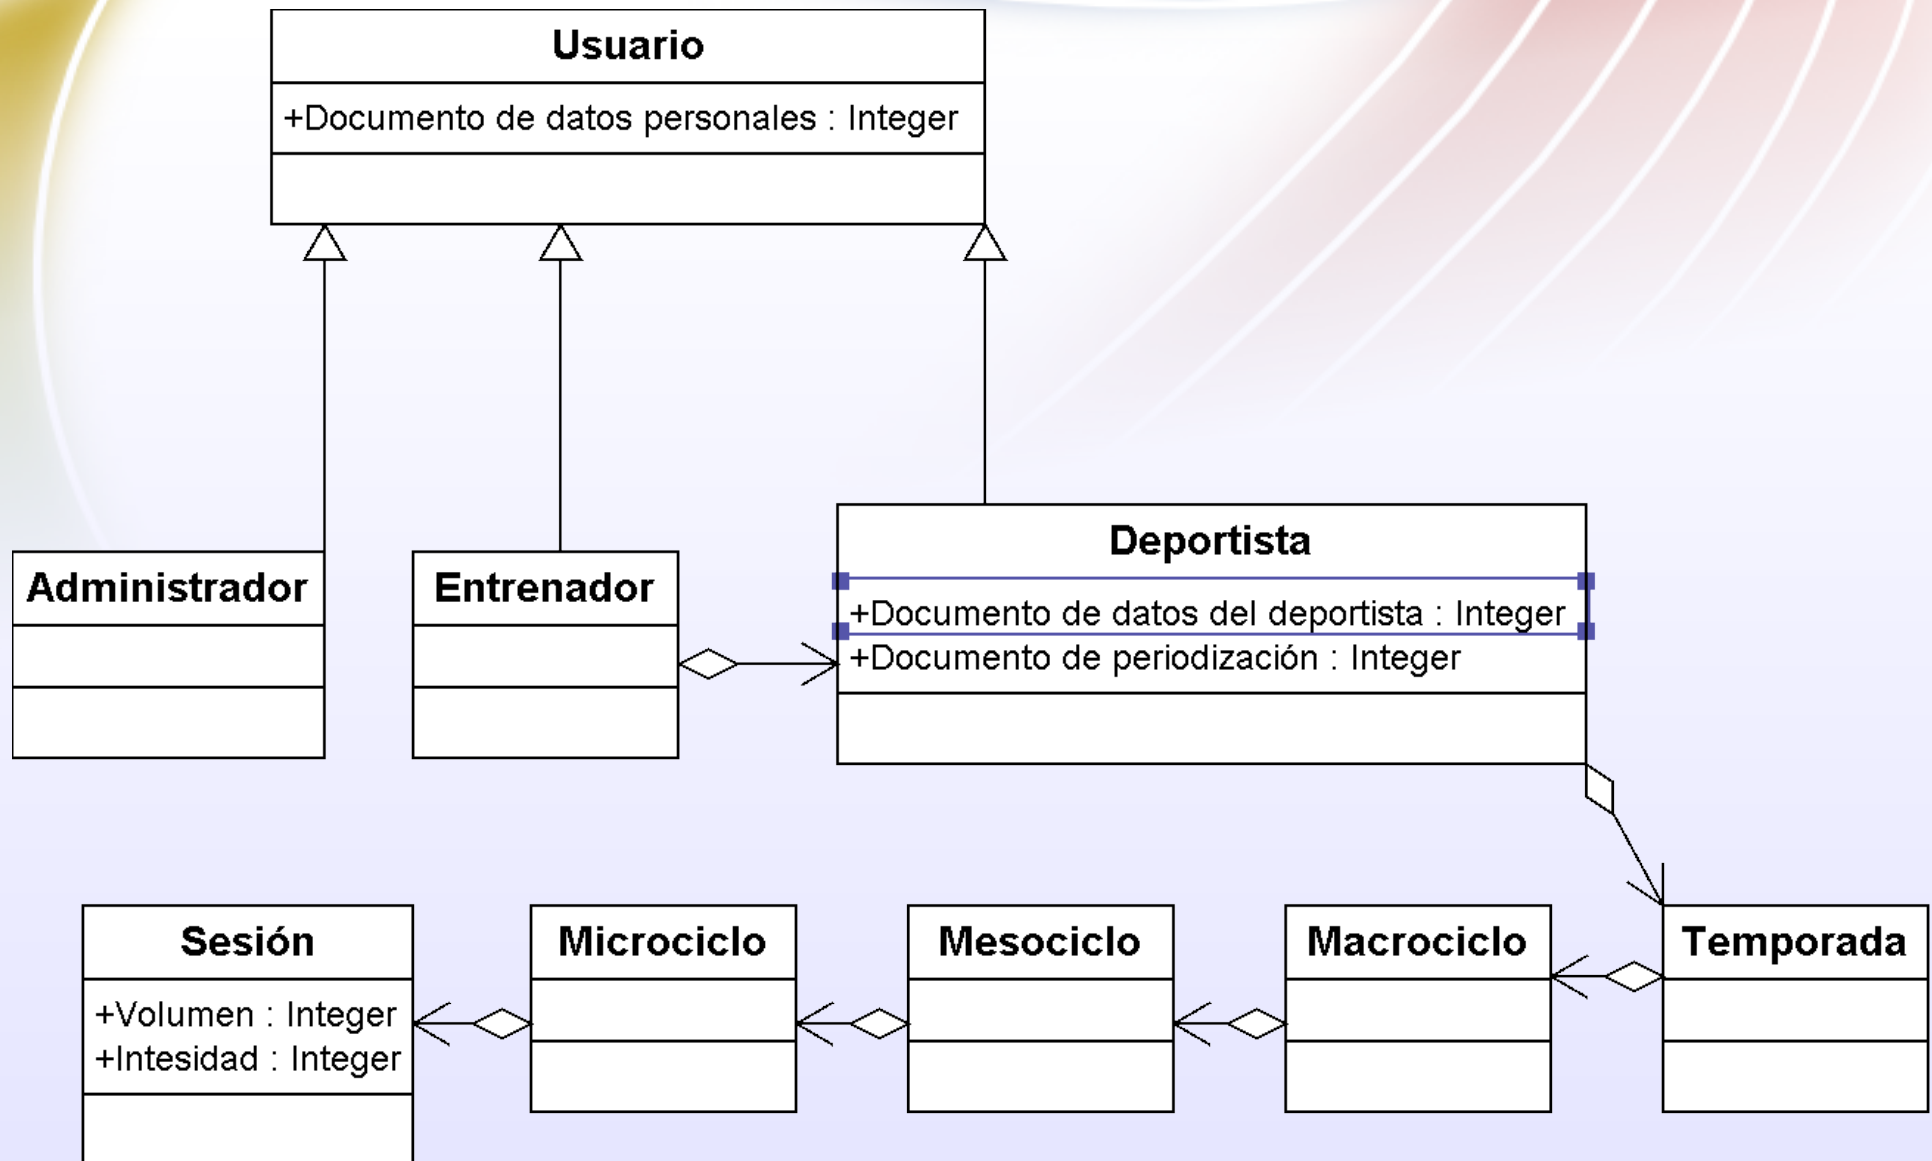 Usuario
+Documento de datos personales : Integer
Administrador
Entrenador
Deportista
+Documento de datos del deportista : Integer
+Documento de periodización : Integer
Sesión
+Volumen : Integer
+Intesidad : Integer
Microciclo
Mesociclo
Macrociclo
Temporada